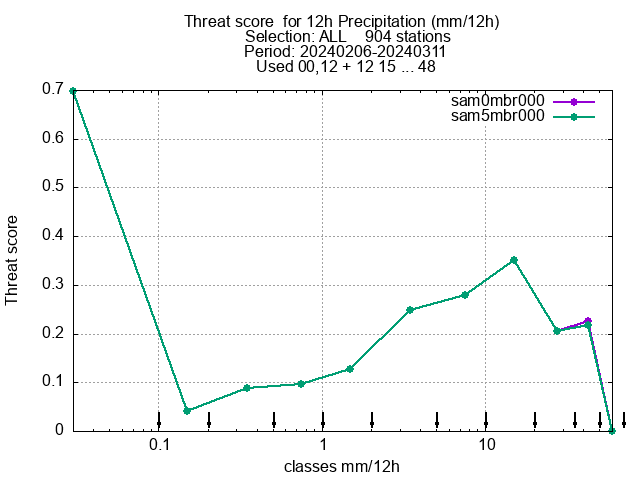 Threat score  for 12h Precipitation (mm/12h)
Selection: ALL    904 stations
Period: 20240206-20240311
Used 00,12 + 12 15 ... 48
sam0mbr000
sam5mbr000
Threat score
0.7
0.6
0.5
0.4
0.3
0.2
0.1
0
0.1
1
10
classes mm/12h